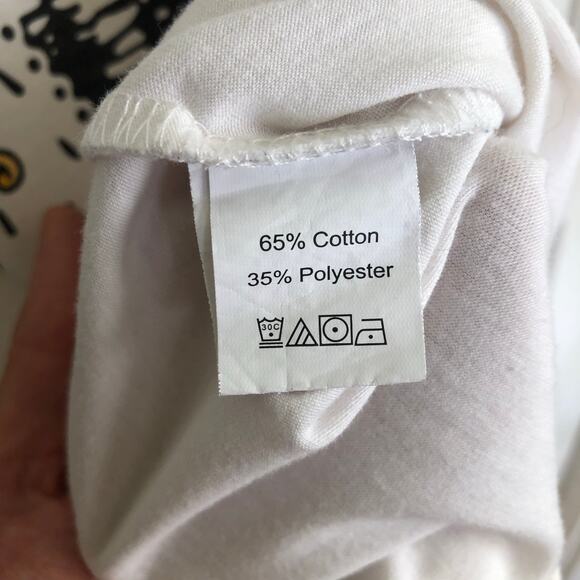 65% Cotton
35% Polyester
30C